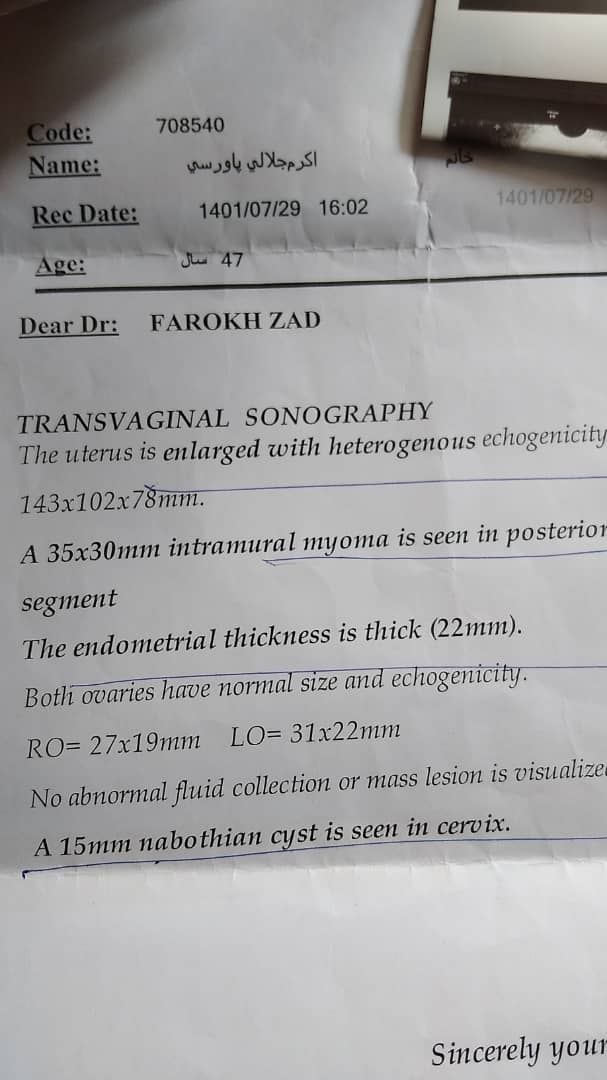 Code: 708540
Name: اکرم جلالي پاورسي خانم
Rec Date: 1401/07/29 16:02 1401/07/29
Age: 47 سال
Dear Dr: FAROKH ZAD
TRANSVAGINAL SONOGRAPHY
The uterus is enlarged with heterogenous echogenicity
143x102x78mm.
A 35x30mm intramural myoma is seen in posterior
segment
The endometrial thickness is thick (22mm).
Both ovaries have normal size and echogenicity.
RO= 27x19mm LO= 31x22mm
No abnormal fluid collection or mass lesion is visualize
A 15mm nabothian cyst is seen in cervix.
Sincerely your